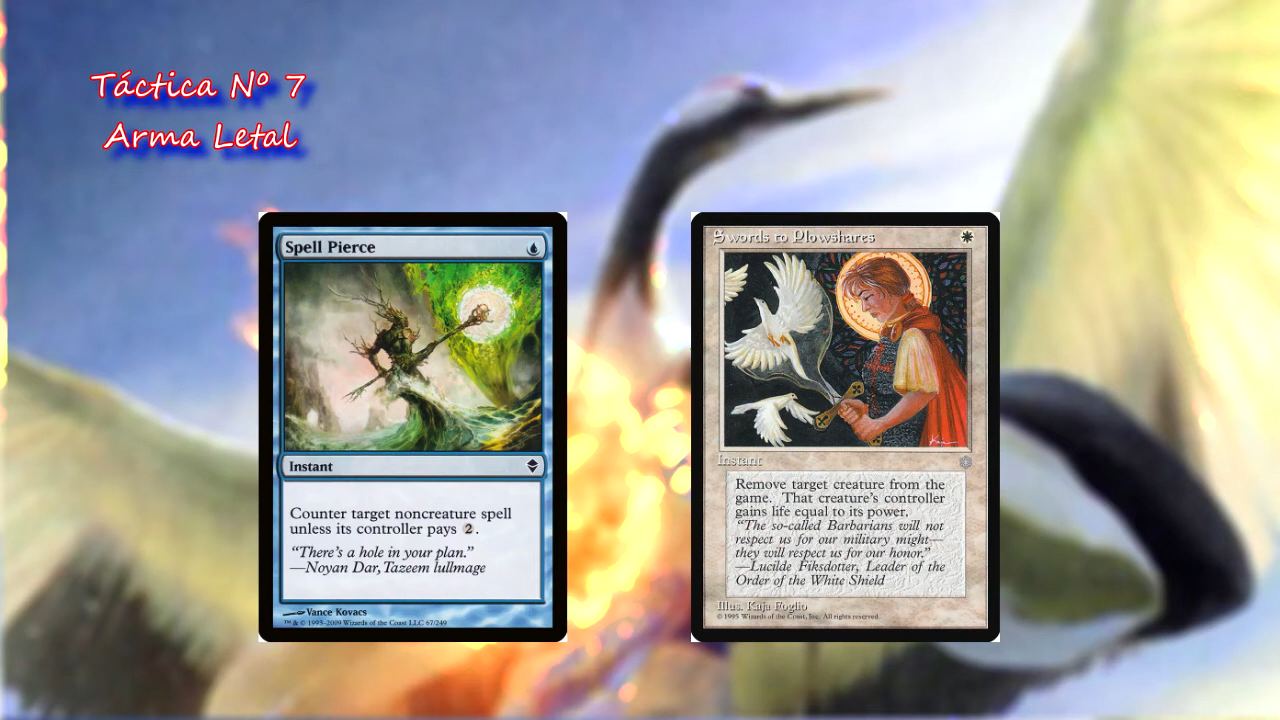 Táctica Nº 7
Arma Letal
Spell Pierce
Instant
Counter target noncreature spell
unless its controller pays 2.
“There’s a hole in your plan.”
—Noyan Dar, Tazeem lullmage
Vance Kovacs
™ & © 1993–2009 Wizards of the Coast LLC 67/249
Swords to Plowshares
Instant
Remove target creature from the
game. That creature’s controller
gains life equal to its power.
“The so-called Barbarians will not
respect us for our military might—
they will respect us for our honor.”
—Lucilde Fiksdotter, Leader of the
Order of the White Shield
Illus. Kaja Foglio
© 1995 Wizards of the Coast, Inc. All rights reserved.